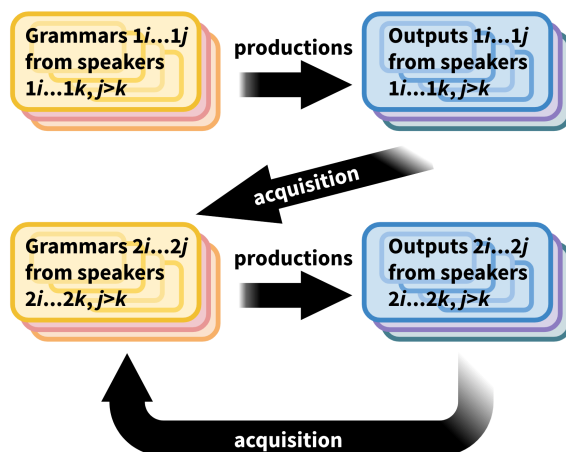 Grammars 1i...1j
from speakers
1i...1k, j>k
productions
Outputs 1i...1j
from speakers
1i...1k, j>k
acquisition
Grammars 2i...2j
from speakers
2i...2k, j>k
productions
Outputs 2i...2j
from speakers
2i...2k, j>k
acquisition